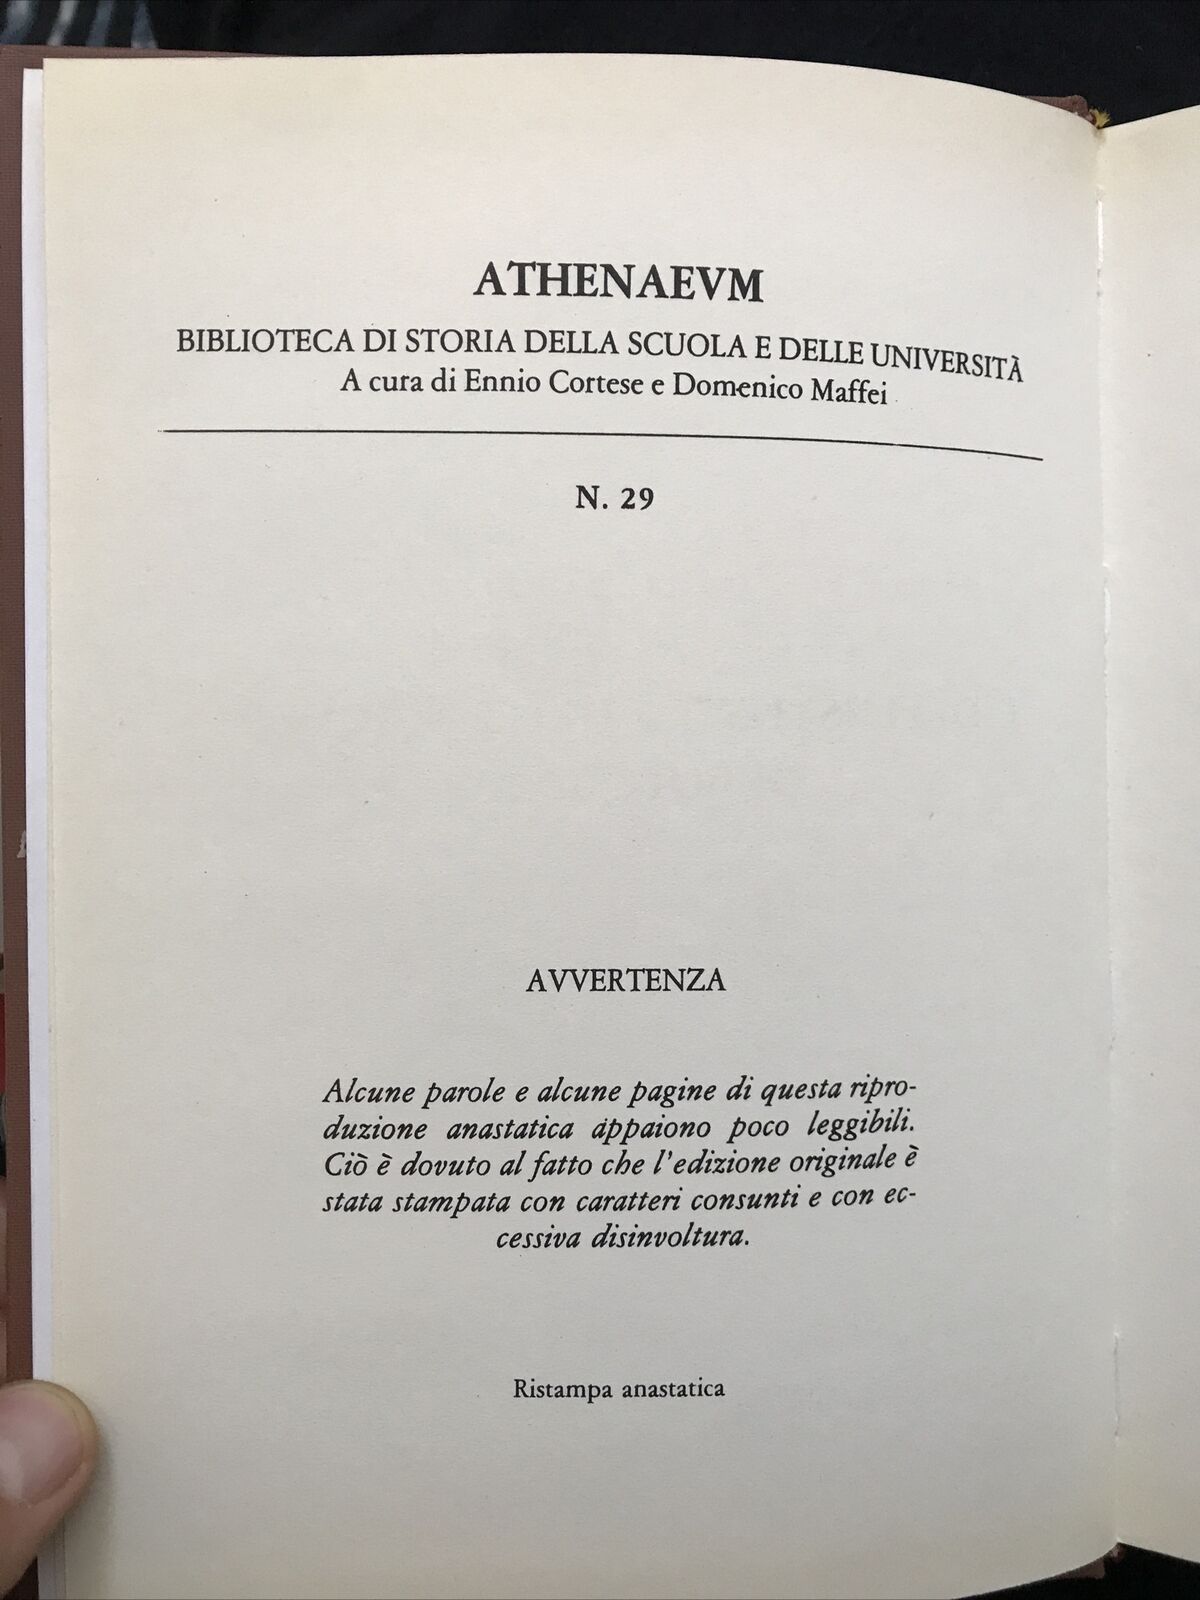 ATHENAEVM
BIBLIOTECA DI STORIA DELLA SCUOLA E DELLE UNIVERSITÀ
A cura di Ennio Cortese e Domenico Maffei
N. 29
AVVERTENZA
Alcune parole e alcune pagine di questa ripro-
duzione anastatica appaiono poco leggibili.
Ciò è dovuto al fatto che l'edizione originale è
stata stampata con caratteri consunti e con ec-
cessiva disinvoltura.
Ristampa anastatica